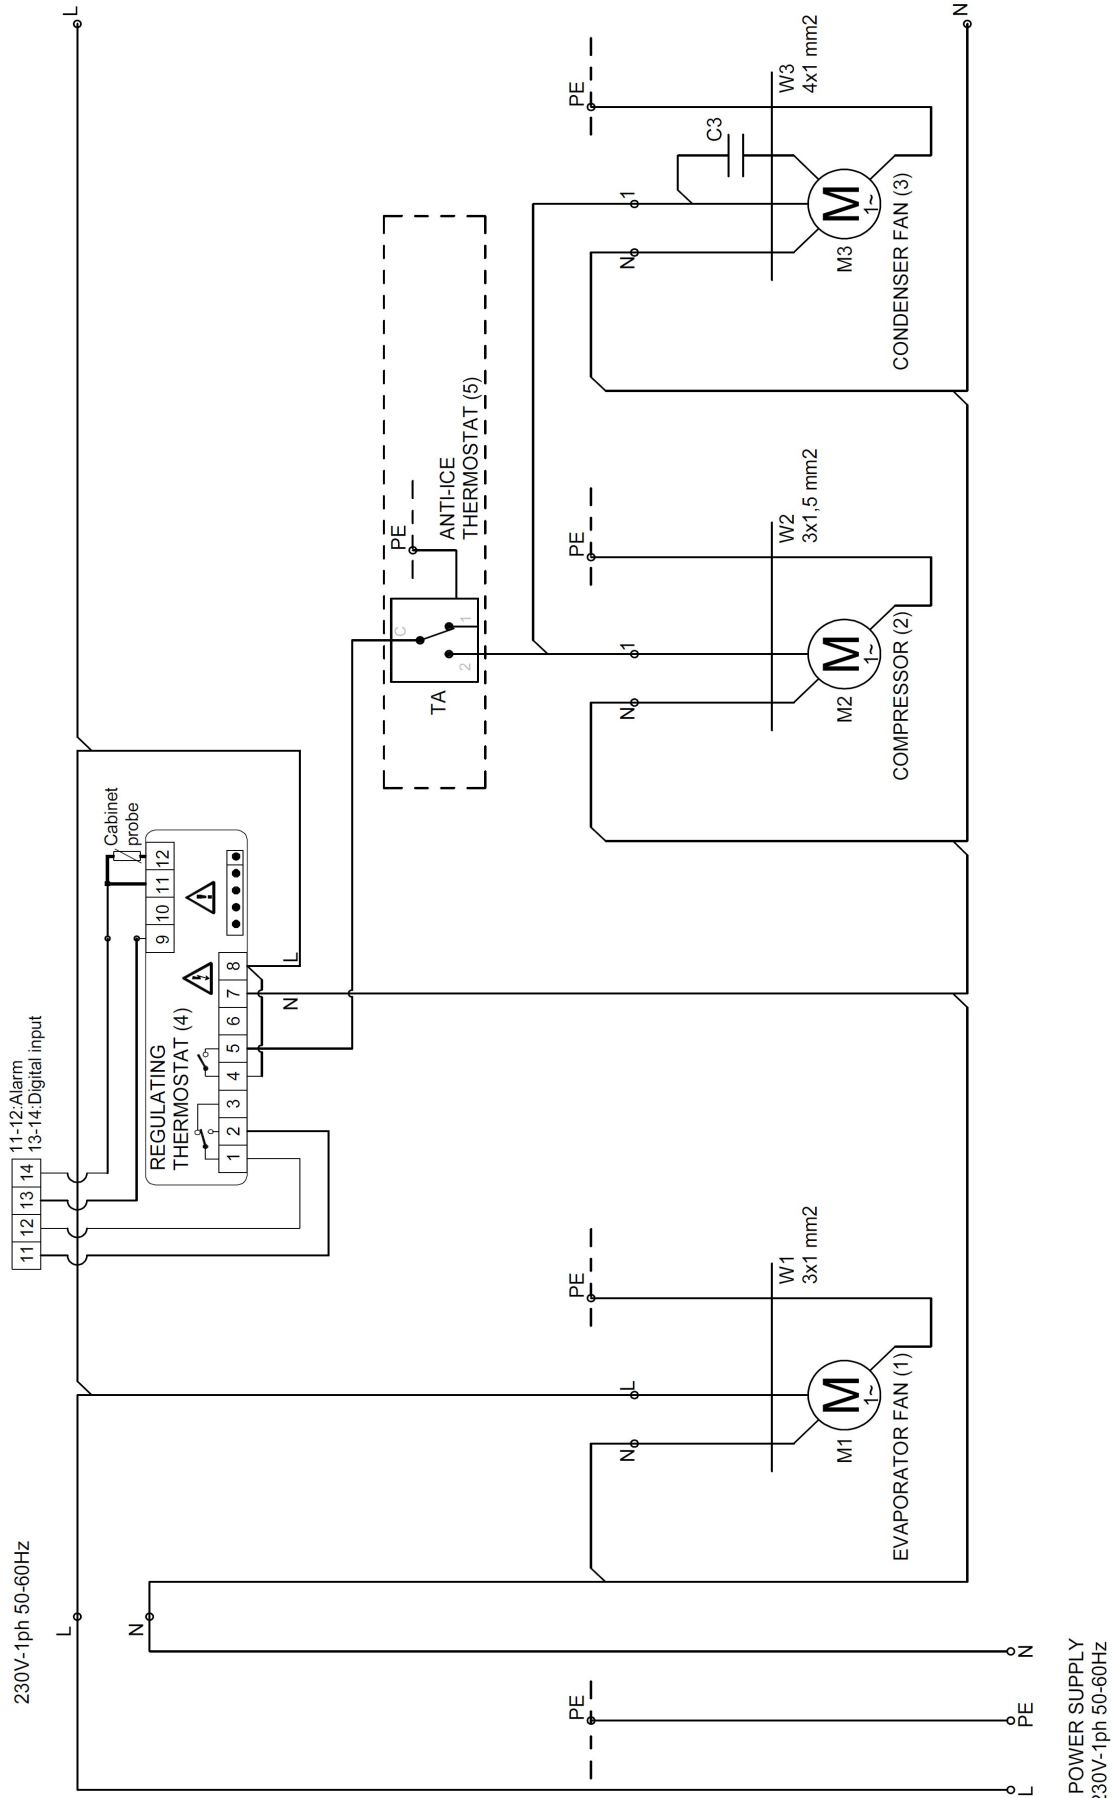 230V-1ph 50-60Hz
L
N
PE
L
PE
N
POWER SUPPLY
230V-1ph 50-60Hz
11 12 13 14
11-12:Alarm
13-14:Digital input
REGULATING
THERMOSTAT (4)
1 2 3 4 5 6 7 8
9 10 11 12
Cabinet
probe
N
L
L
N
N
L
PE
W1
3x1 mm2
M
1~
M1
EVAPORATOR FAN (1)
TA
C
2
1
PE
ANTI-ICE
THERMOSTAT (5)
N
1
PE
W2
3x1,5 mm2
M
1~
M2
COMPRESSOR (2)
N
1
C3
PE
W3
4x1 mm2
M
1~
M3
CONDENSER FAN (3)